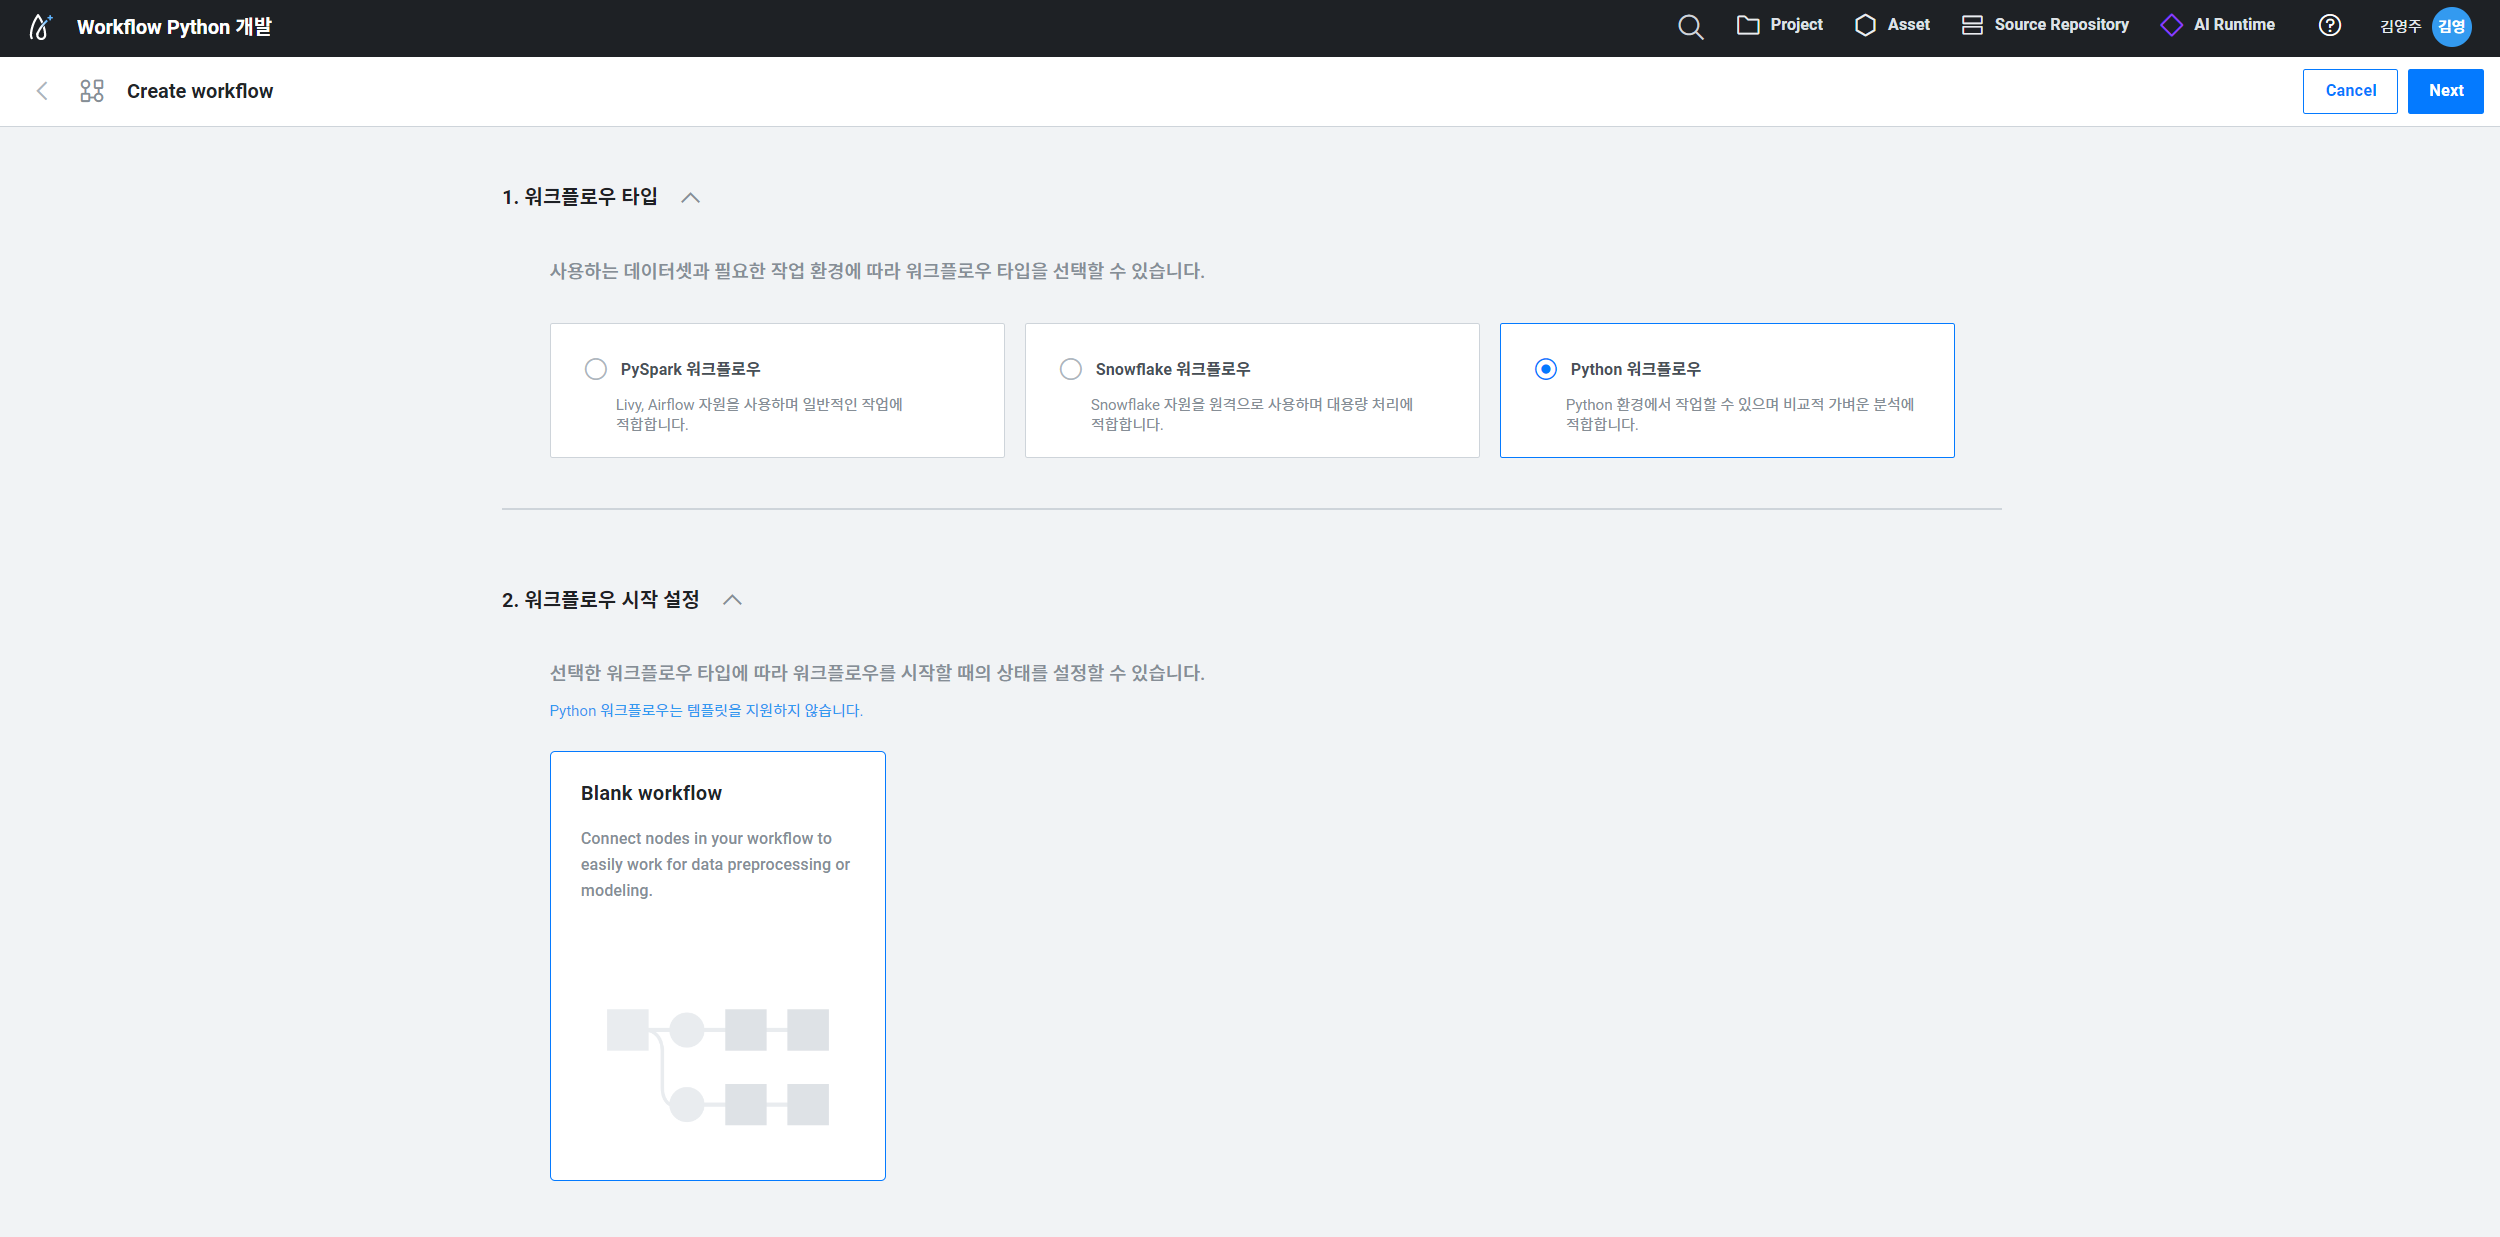 Workflow Python 개발
Project
Asset
Source Repository
AI Runtime
김영주
김영
Create workflow
Cancel
Next
1. 워크플로우 타입
사용하는 데이터셋과 필요한 작업 환경에 따라 워크플로우 타입을 선택할 수 있습니다.
PySpark 워크플로우
Livy, Airflow 자원을 사용하며 일반적인 작업에
적합합니다.
Snowflake 워크플로우
Snowflake 자원을 원격으로 사용하며 대용량 처리에
적합합니다.
Python 워크플로우
Python 환경에서 작업할 수 있으며 비교적 가벼운 분석에
적합합니다.
2. 워크플로우 시작 설정
선택한 워크플로우 타입에 따라 워크플로우를 시작할 때의 상태를 설정할 수 있습니다.
Python 워크플로우는 템플릿을 지원하지 않습니다.
Blank workflow
Connect nodes in your workflow to
easily work for data preprocessing or
modeling.